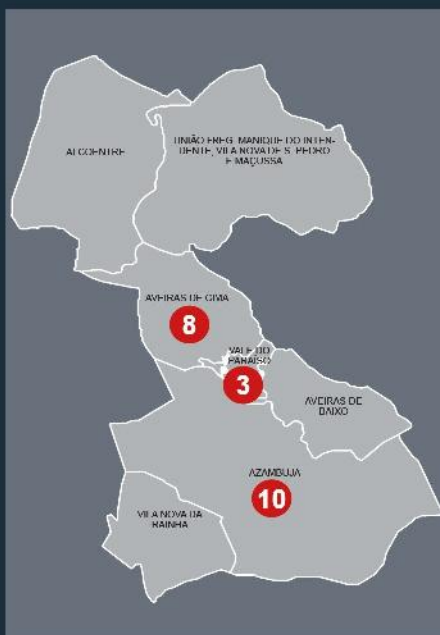 ALCOENTRE
UNIÃO FREG. MANIQUE DO INTEN-
DENTE, VILA NOVA DE S. PEDRO
E MAÇUSSA
AVEIRAS DE CIMA
8
VALE DO
PARAÍSO
3
AVEIRAS DE
BAIXO
AZAMBUJA
10
VILA NOVA DA
RAINHA